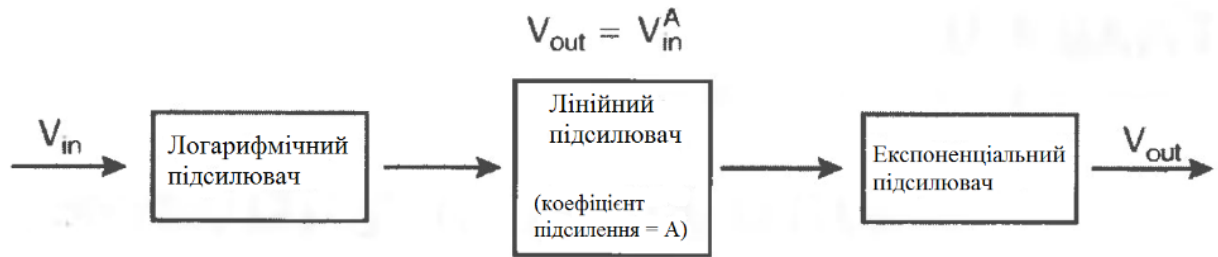 V_out = V_in^A
V_in
Логарифмічний
підсилювач
Лінійний
підсилювач
(коефіцієнт
підсилення = A)
Експоненціальний
підсилювач
V_out